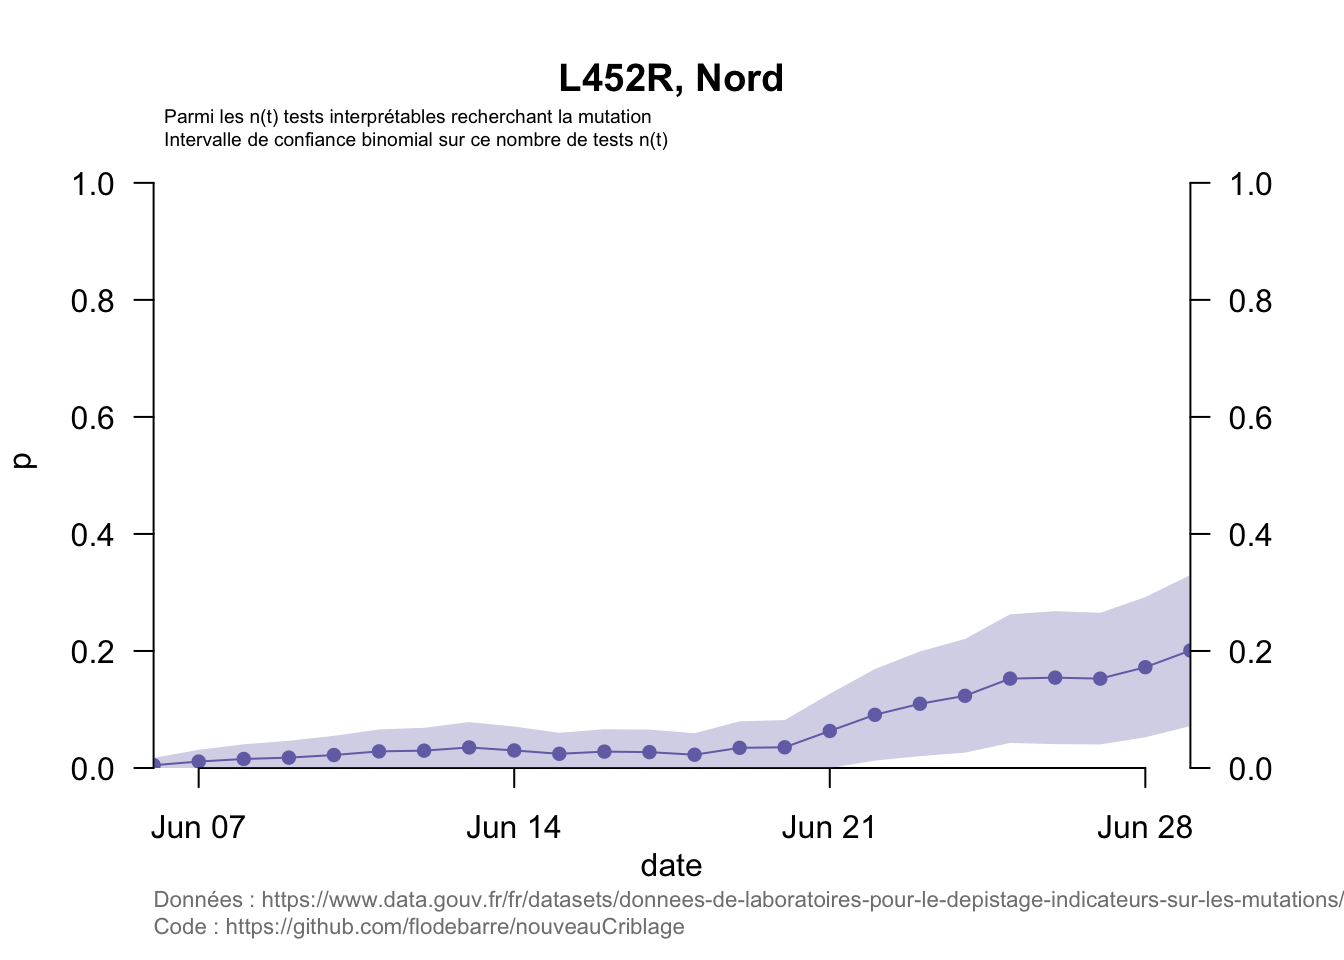 L452R, Nord
Parmi les n(t) tests interprétables recherchant la mutation
Intervalle de confiance binomial sur ce nombre de tests n(t)
1.0
0.8
0.6
0.4
0.2
0.0
p
1.0
0.8
0.6
0.4
0.2
0.0
Jun 07 Jun 14 Jun 21 Jun 28
date
Données : https://www.data.gouv.fr/fr/datasets/donnees-de-laboratoires-pour-le-depistage-indicateurs-sur-les-mutations/
Code : https://github.com/flodebarre/nouveauCriblage